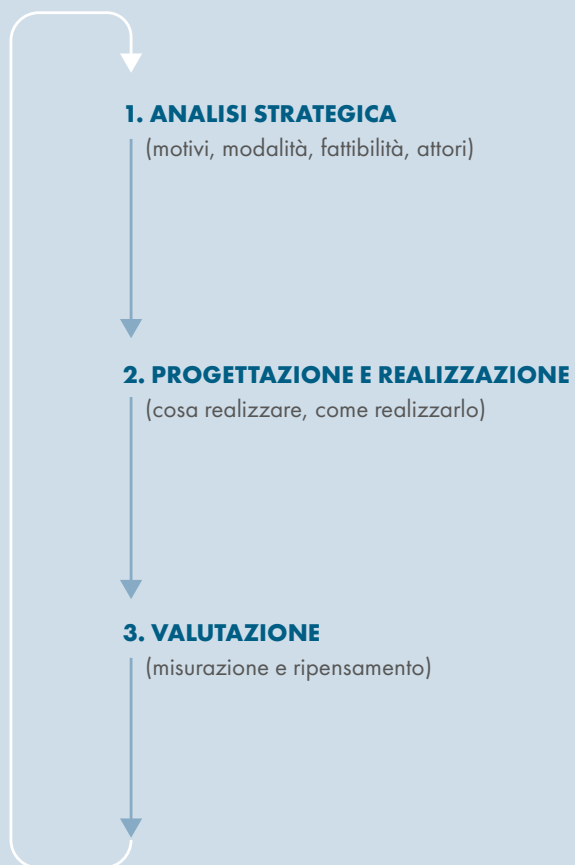 1. ANALISI STRATEGICA
(motivi, modalità, fattibilità, attori)
2. PROGETTAZIONE E REALIZZAZIONE
(cosa realizzare, come realizzarlo)
3. VALUTAZIONE
(misurazione e ripensamento)